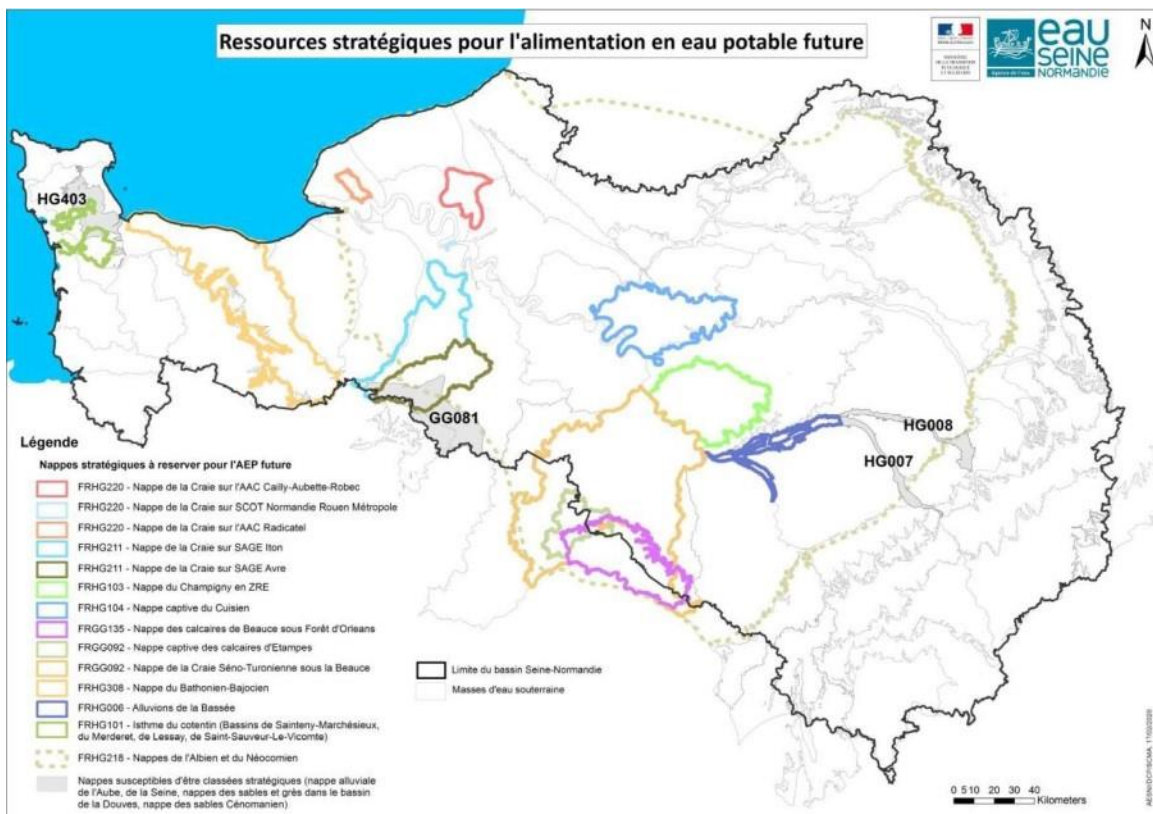 Ressources stratégiques pour l'alimentation en eau potable future
eau
SEINE
NORMANDIE
Agence de l'eau
N
HG403
GG081
HG008
HG007
Légende
Nappes stratégiques à reserver pour l'AEP future
FRHG220 - Nappe de la Craie sur l'AAC Cailly-Aubette-Robec
FRHG220 - Nappe de la Craie sur SCOT Normandie Rouen Métropole
FRHG220 - Nappe de la Craie sur l'AAC Radicatel
FRHG211 - Nappe de la Craie sur SAGE Iton
FRHG211 - Nappe de la Craie sur SAGE Avre
FRHG103 - Nappe du Champigny en ZRE
FRHG104 - Nappe captive du Cuisien
FRGG135 - Nappe des calcaires de Beauce sous Forêt d'Orleans
FRGG092 - Nappe captive des calcaires d'Etampes
FRGG092 - Nappe de la Craie Séno-Turonienne sous la Beauce
FRHG308 - Nappe du Bathonien-Bajocien
FRHG006 - Alluvions de la Bassée
FRHG101 - Isthme du cotentin (Bassins de Sainteny-Marchésieux,
du Merderet, de Lessay, de Saint-Sauveur-Le-Vicomte)
FRHG218 - Nappes de l'Albien et du Néocomien
Nappes susceptibles d'être classées stratégiques (nappe alluviale
de l'Aube, de la Seine, nappes des sables et grès dans le bassin
de la Douves, nappe des sables Cénomanien)
Limite du bassin Seine-Normandie
Masses d'eau souterraine
0 5 10 20 30 40
Kilometers